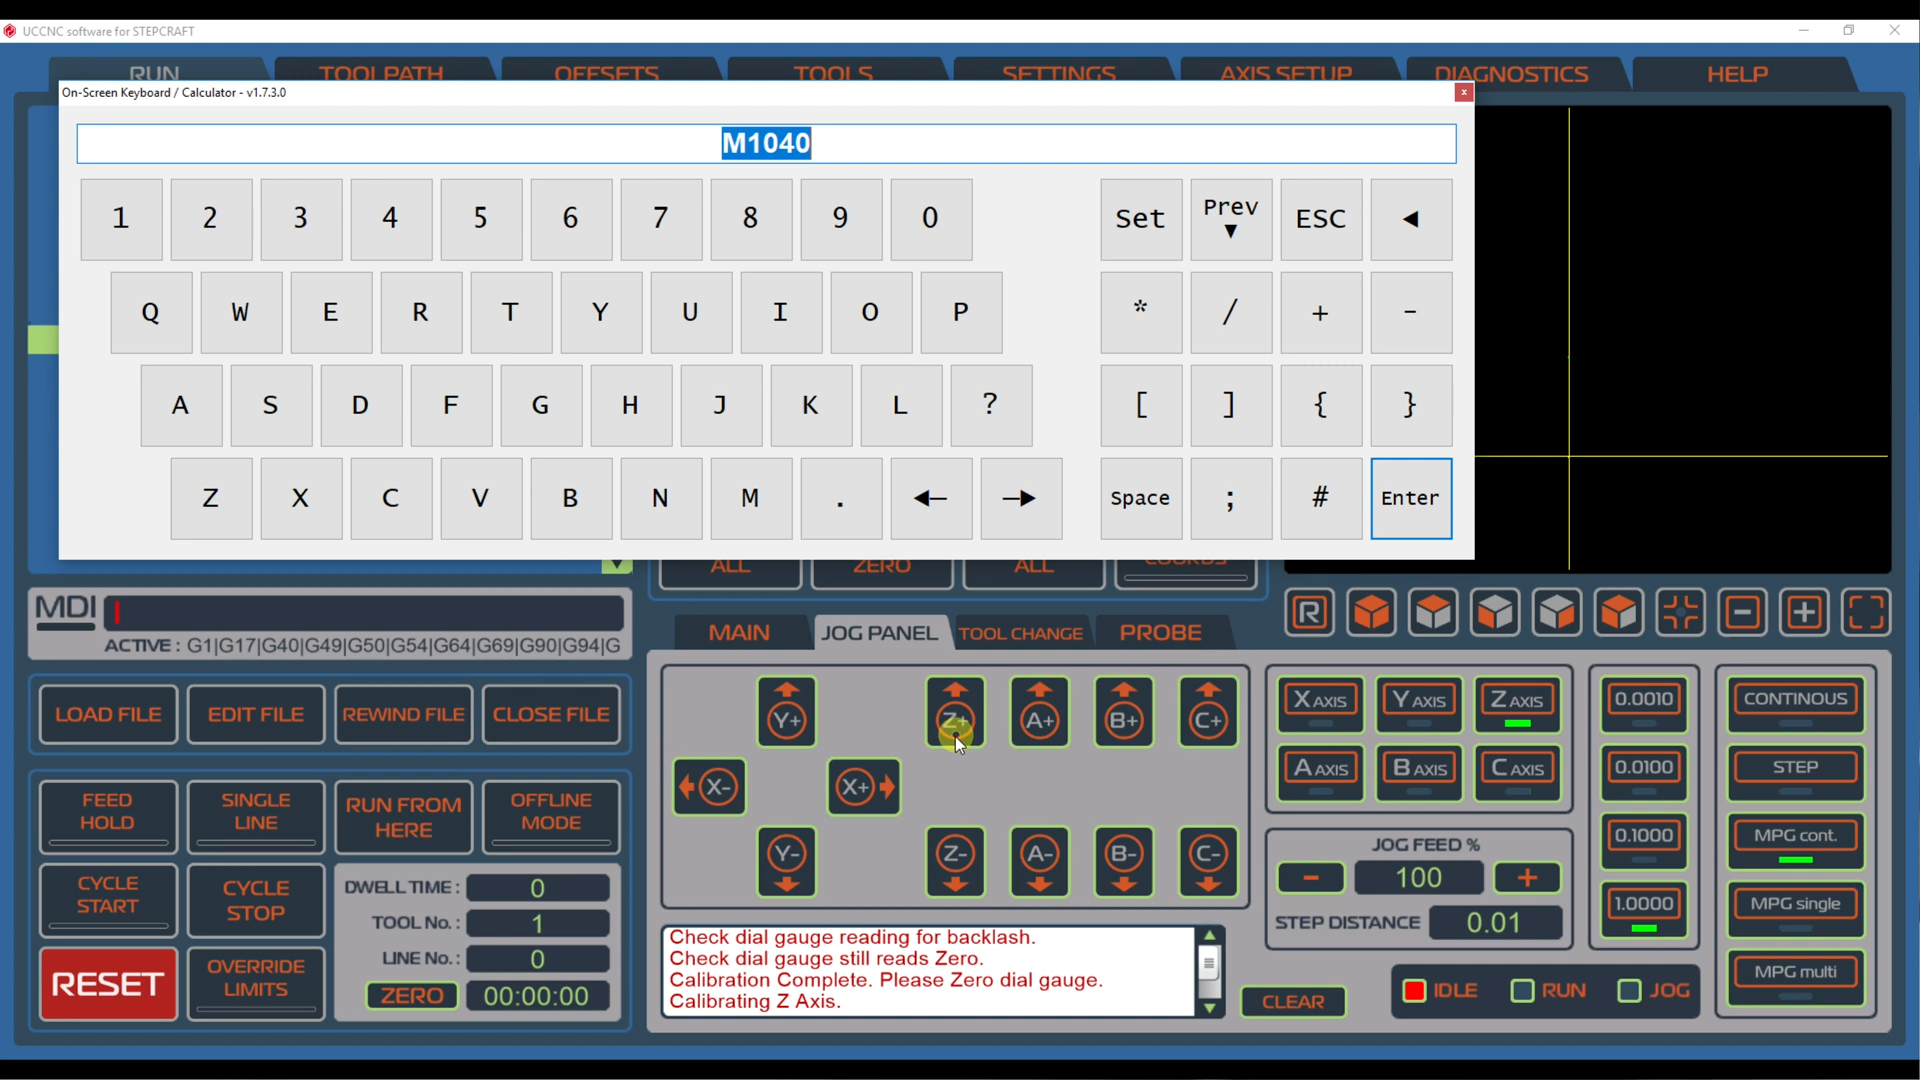 UCCNC software for STEPCRAFT
RUN
TOOLPATH
OFFSETS
TOOLS
SETTINGS
AXIS SETUP
DIAGNOSTICS
HELP
On-Screen Keyboard / Calculator - v1.7.3.0
x
M1040
1 2 3 4 5 6 7 8 9 0
Set
Prev
▼
ESC
◄
Q W E R T Y U I O P
* / + -
A S D F G H J K L ?
[ ] { }
Z X C V B N M .
Space ; # Enter
ALL
ZERO
ALL
COORDS
MDI
ACTIVE : G1|G17|G40|G49|G50|G54|G64|G69|G90|G94|G
MAIN
JOG PANEL
TOOL CHANGE
PROBE
R
LOAD FILE
EDIT FILE
REWIND FILE
CLOSE FILE
FEED
HOLD
SINGLE
LINE
RUN FROM
HERE
OFFLINE
MODE
CYCLE
START
CYCLE
STOP
DWELL TIME : 0
TOOL No. : 1
LINE No. : 0
RESET
OVERRIDE
LIMITS
ZERO 00:00:00
Y+
Z+
A+
B+
C+
X-
X+
Y-
Z-
A-
B-
C-
Check dial gauge reading for backlash.
Check dial gauge still reads Zero.
Calibration Complete. Please Zero dial gauge.
Calibrating Z Axis.
CLEAR
X AXIS
Y AXIS
Z AXIS
A AXIS
B AXIS
C AXIS
JOG FEED %
- 100 +
STEP DISTANCE 0.01
0.0010
0.0100
0.1000
1.0000
CONTINOUS
STEP
MPG cont.
MPG single
MPG multi
IDLE
RUN
JOG